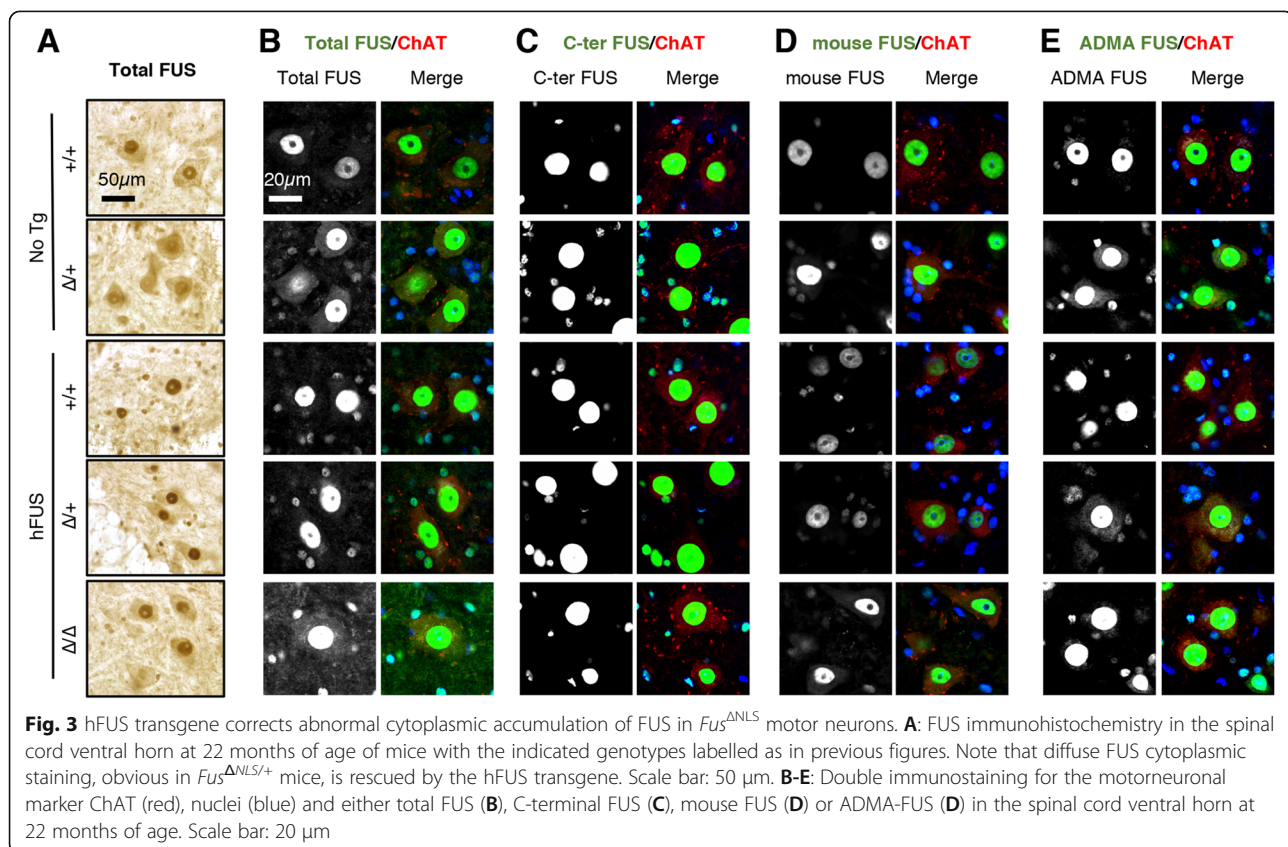 A
Total FUS
B Total FUS/ChAT
Total FUS Merge
C C-ter FUS/ChAT
C-ter FUS Merge
D mouse FUS/ChAT
mouse FUS Merge
E ADMA FUS/ChAT
ADMA FUS Merge
No Tg
+/+
Δ/+
hFUS
+/+
Δ/+
Δ/Δ
50µm
20µm
Fig. 3 hFUS transgene corrects abnormal cytoplasmic accumulation of FUS in Fus^ΔNLS motor neurons. A: FUS immunohistochemistry in the spinal
cord ventral horn at 22 months of age of mice with the indicated genotypes labelled as in previous figures. Note that diffuse FUS cytoplasmic
staining, obvious in Fus^ΔNLS/+ mice, is rescued by the hFUS transgene. Scale bar: 50 µm. B-E: Double immunostaining for the motorneuronal
marker ChAT (red), nuclei (blue) and either total FUS (B), C-terminal FUS (C), mouse FUS (D) or ADMA-FUS (D) in the spinal cord ventral horn at
22 months of age. Scale bar: 20 µm